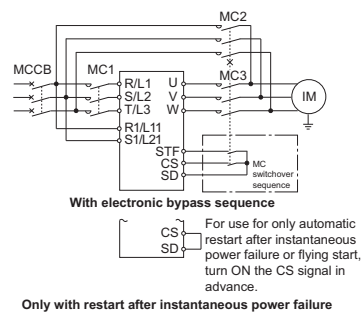 MC2
MCCB MC1 MC3
R/L1 U
S/L2 V IM
T/L3 W
R1/L11
S1/L21
STF
CS MC
SD switchover
sequence
With electronic bypass sequence
CS For use for only automatic
SD restart after instantaneous
power failure or flying start,
turn ON the CS signal in
advance.
Only with restart after instantaneous power failure